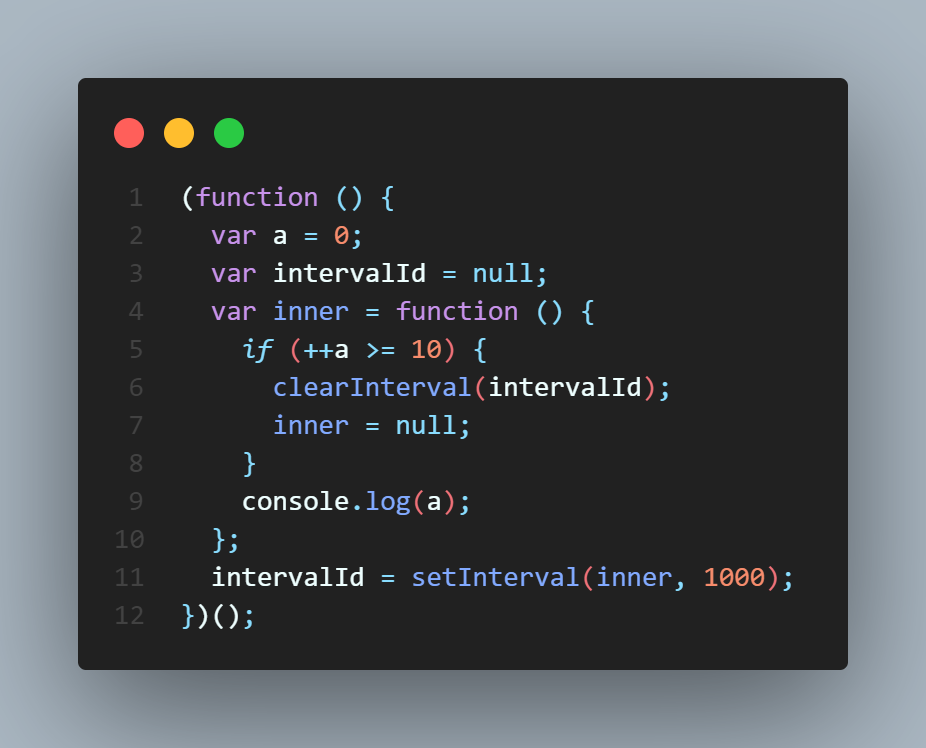 1 (function () {
2   var a = 0;
3   var intervalId = null;
4   var inner = function () {
5     if (++a >= 10) {
6       clearInterval(intervalId);
7       inner = null;
8     }
9     console.log(a);
10   };
11   intervalId = setInterval(inner, 1000);
12 })();